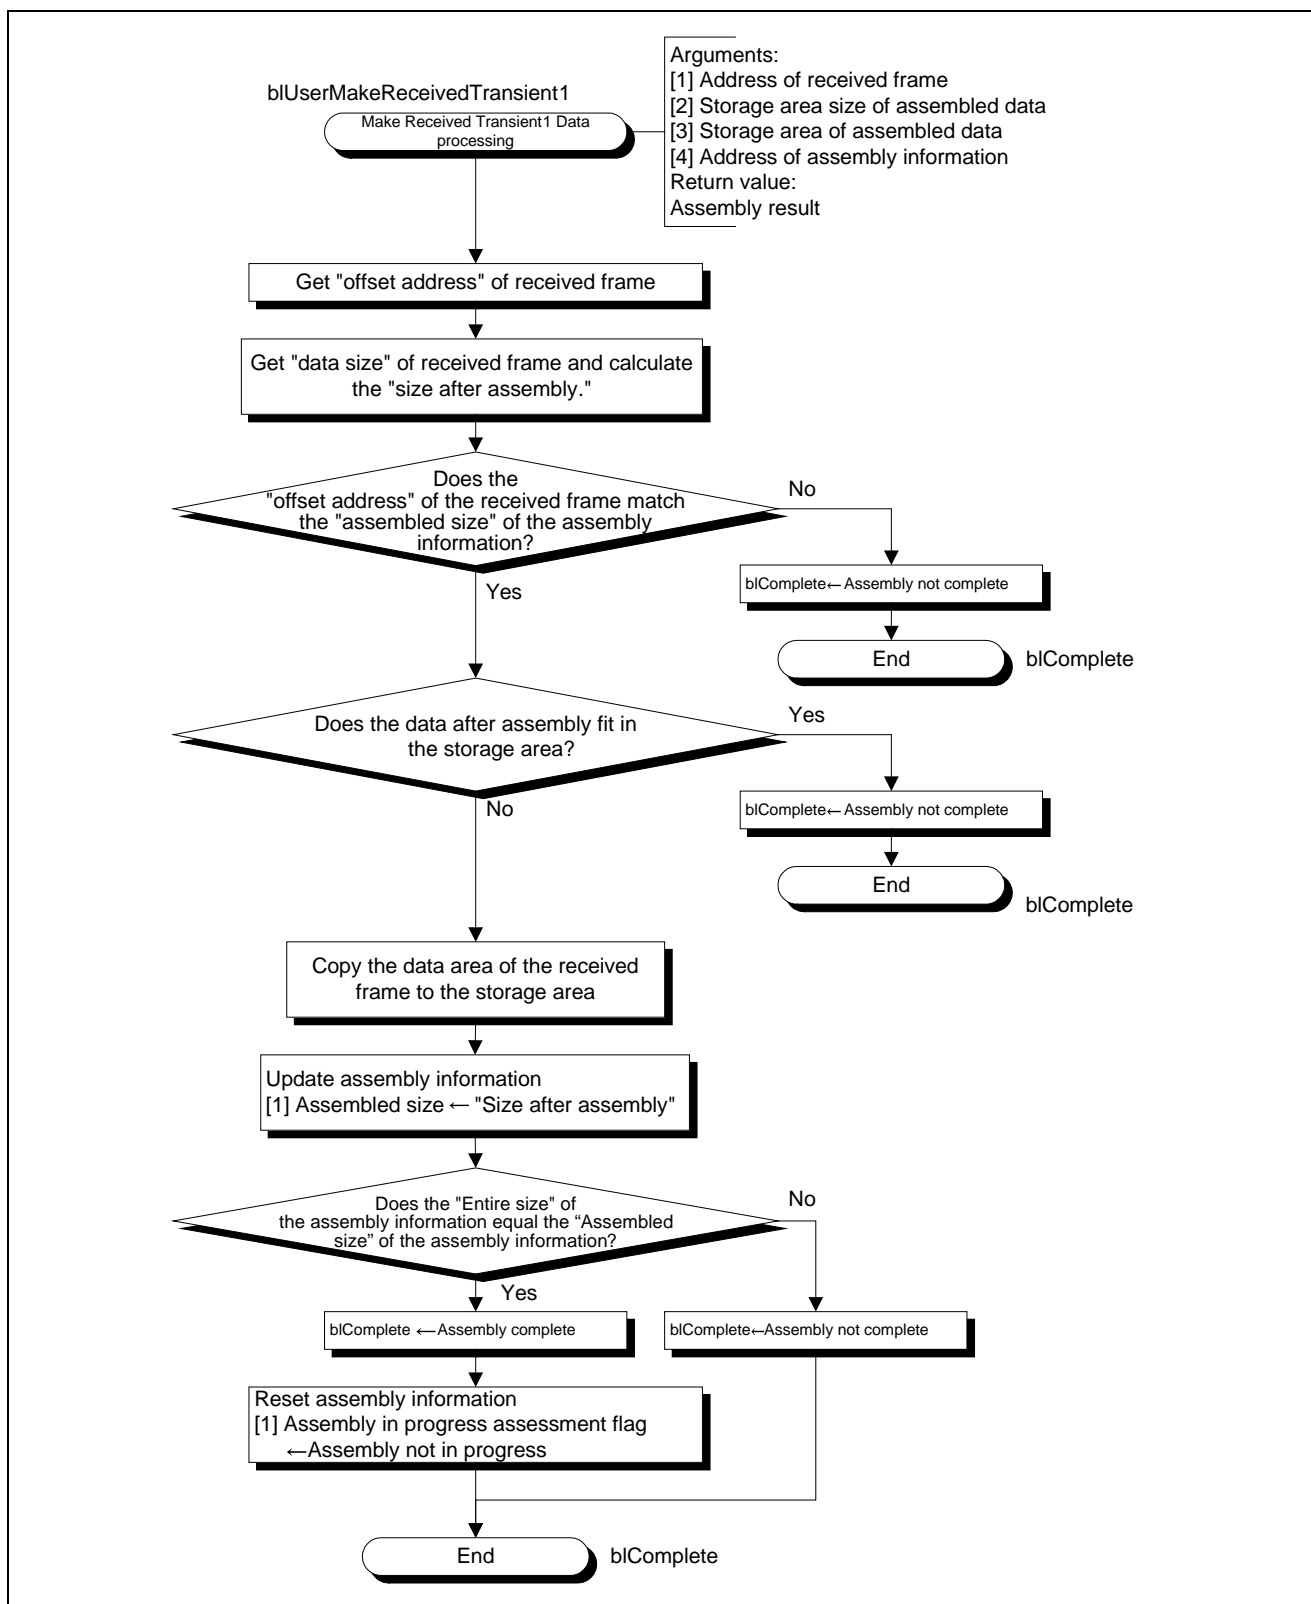 Arguments:
[1] Address of received frame
[2] Storage area size of assembled data
[3] Storage area of assembled data
[4] Address of assembly information
Return value:
Assembly result
blUserMakeReceivedTransient1
Make Received Transient1 Data
processing
Get "offset address" of received frame
Get "data size" of received frame and calculate
the "size after assembly."
Does the
"offset address" of the received frame match
the "assembled size" of the assembly
information?
No
Yes
blComplete←Assembly not complete
End
blComplete
Does the data after assembly fit in
the storage area?
Yes
No
blComplete←Assembly not complete
End
blComplete
Copy the data area of the received
frame to the storage area
Update assembly information
[1] Assembled size ← "Size after assembly"
Does the "Entire size" of
the assembly information equal the “Assembled
size” of the assembly information?
No
Yes
blComplete ←Assembly complete
blComplete←Assembly not complete
Reset assembly information
[1] Assembly in progress assessment flag
←Assembly not in progress
End
blComplete